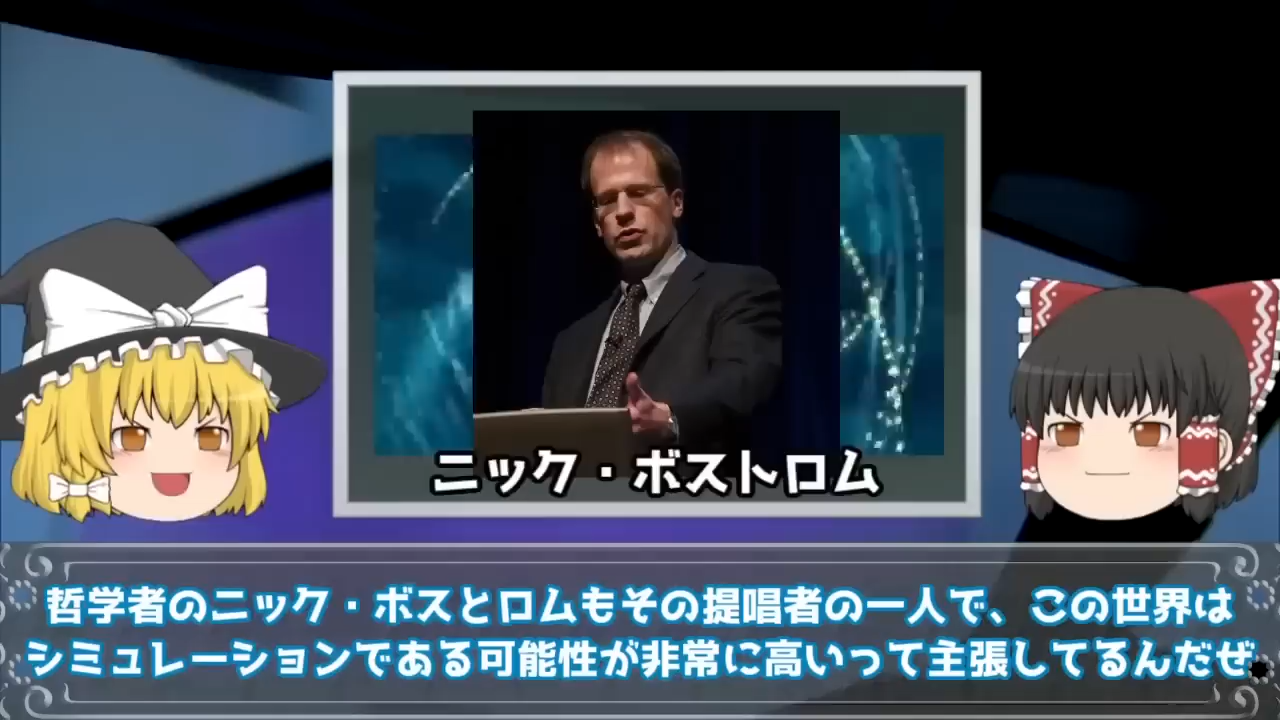 ニック・ボストロム
哲学者のニック・ボスとロムもその提唱者の一人で、この世界は
シミュレーションである可能性が非常に高いって主張してるんだぜ